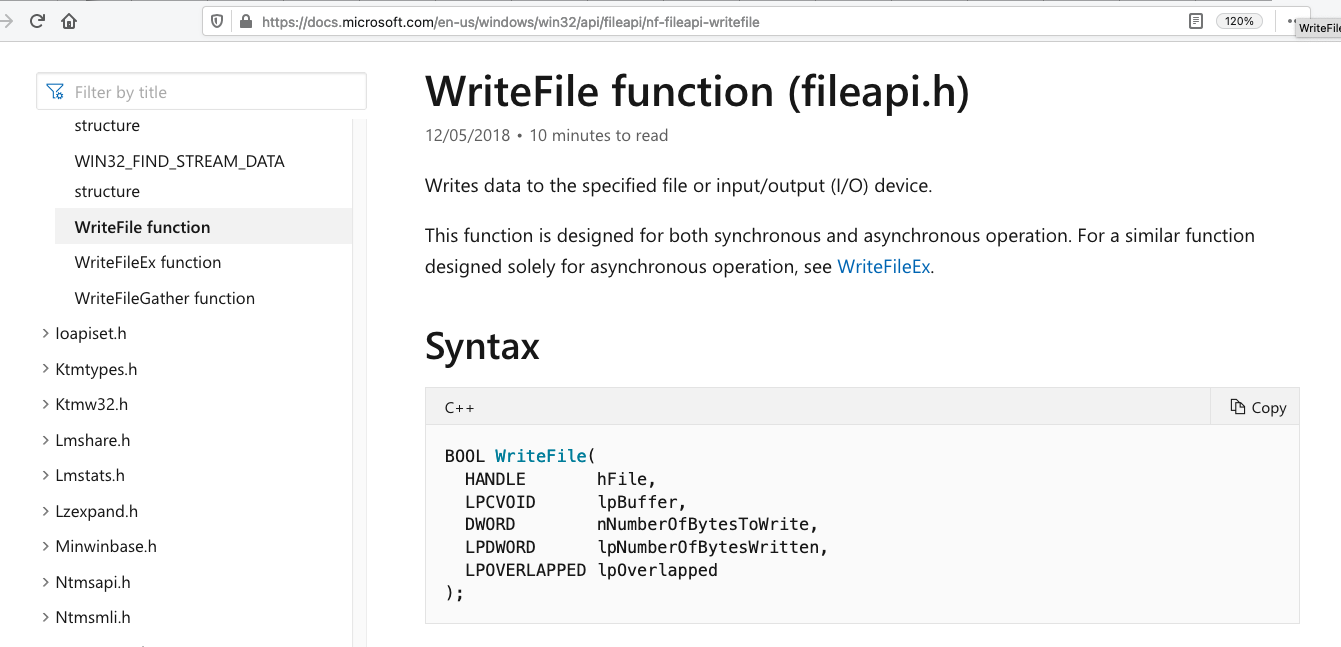 https://docs.microsoft.com/en-us/windows/win32/api/fileapi/nf-fileapi-writefile
120%
WriteFile
Filter by title
structure
WIN32_FIND_STREAM_DATA
structure
WriteFile function
WriteFileEx function
WriteFileGather function
Ioapiset.h
Ktmtypes.h
Ktmw32.h
Lmshare.h
Lmstats.h
Lzexpand.h
Minwinbase.h
Ntmsapi.h
Ntmsmli.h
WriteFile function (fileapi.h)
12/05/2018 • 10 minutes to read
Writes data to the specified file or input/output (I/O) device.
This function is designed for both synchronous and asynchronous operation. For a similar function
designed solely for asynchronous operation, see WriteFileEx.
Syntax
C++
Copy
BOOL WriteFile(
  HANDLE       hFile,
  LPCVOID      lpBuffer,
  DWORD        nNumberOfBytesToWrite,
  LPDWORD      lpNumberOfBytesWritten,
  LPOVERLAPPED lpOverlapped
);